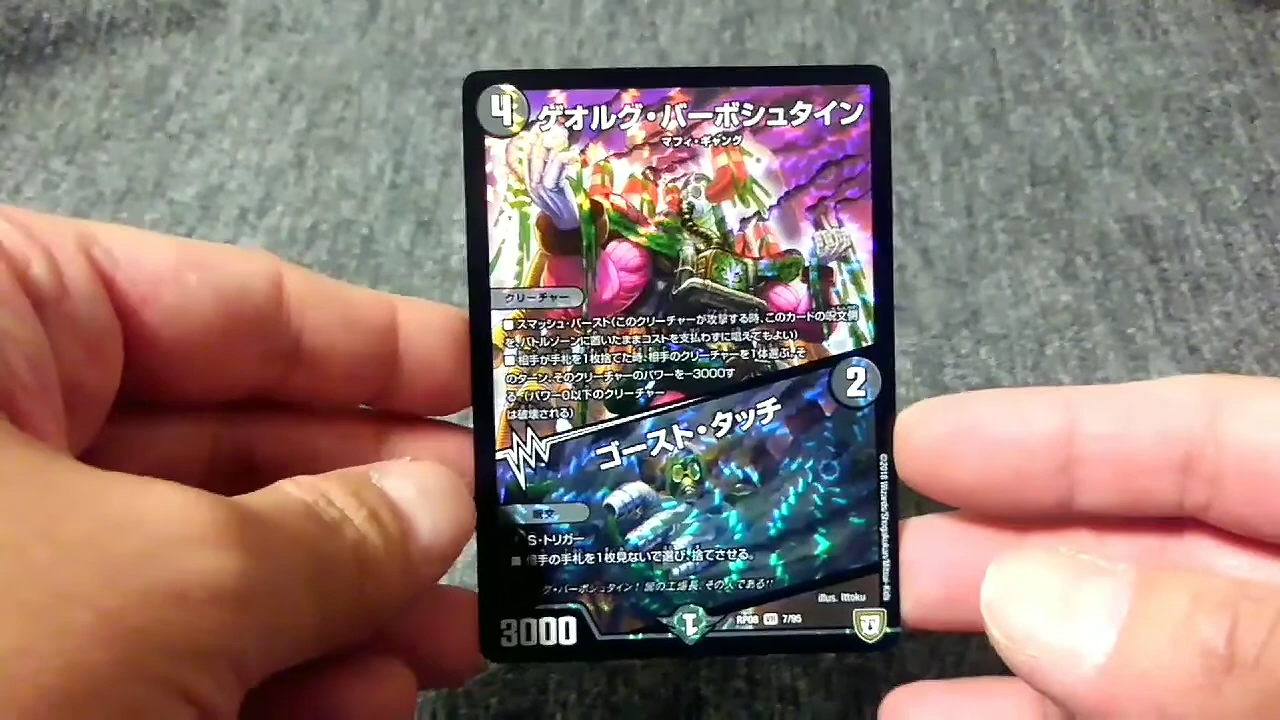 4
ゲオルグ・バーボシュタイン
マフィ・ギャング
クリーチャー
■スマッシュ・バースト(このクリーチャーが攻撃する時、このカードの呪文側
を、バトルゾーンに置いたままコストを支払わずに唱えてもよい)
■相手が手札を1枚捨てた時、相手のクリーチャーを1体選ぶ。そ
のターン、そのクリーチャーのパワーを-3000す
る。(パワー0以下のクリーチャー
は破壊される)
2
ゴースト・タッチ
呪文
S・トリガー
■相手の手札を1枚見ないで選び、捨てさせる。
グ・バーボシュタイン!闇の工場長、その人である!!
illus. Ittoku
©2018 Wizards/Shogakukan/Mitsui-Kids
3000
1
RP06 VR 7/95